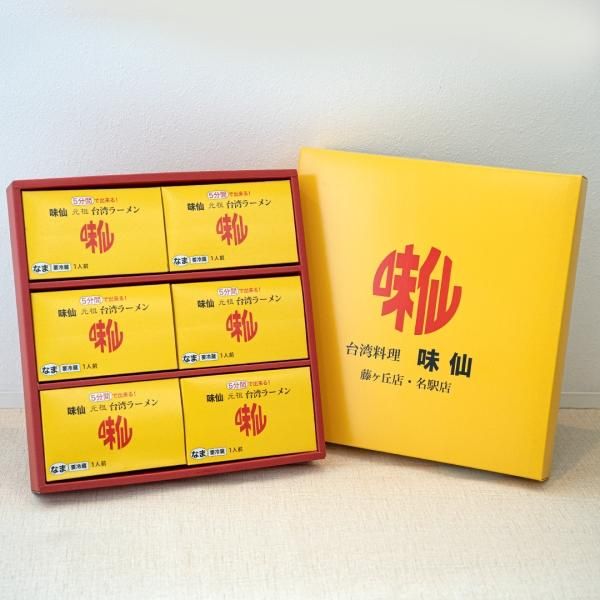 5分間で出来る!
味仙 元祖 台湾ラーメン
味仙
なま 要冷蔵 1人前
5分間で出来る!
味仙 元祖 台湾ラーメン
味仙
なま 要冷蔵 1人前
5分間で出来る!
味仙 元祖 台湾ラーメン
味仙
なま 要冷蔵 1人前
5分間で出来る!
味仙 元祖 台湾ラーメン
味仙
なま 要冷蔵 1人前
5分間で出来る!
味仙 元祖 台湾ラーメン
味仙
なま 要冷蔵 1人前
5分間で出来る!
味仙 元祖 台湾ラーメン
味仙
なま 要冷蔵 1人前
味仙
台湾料理 味仙
藤ヶ丘店・名駅店